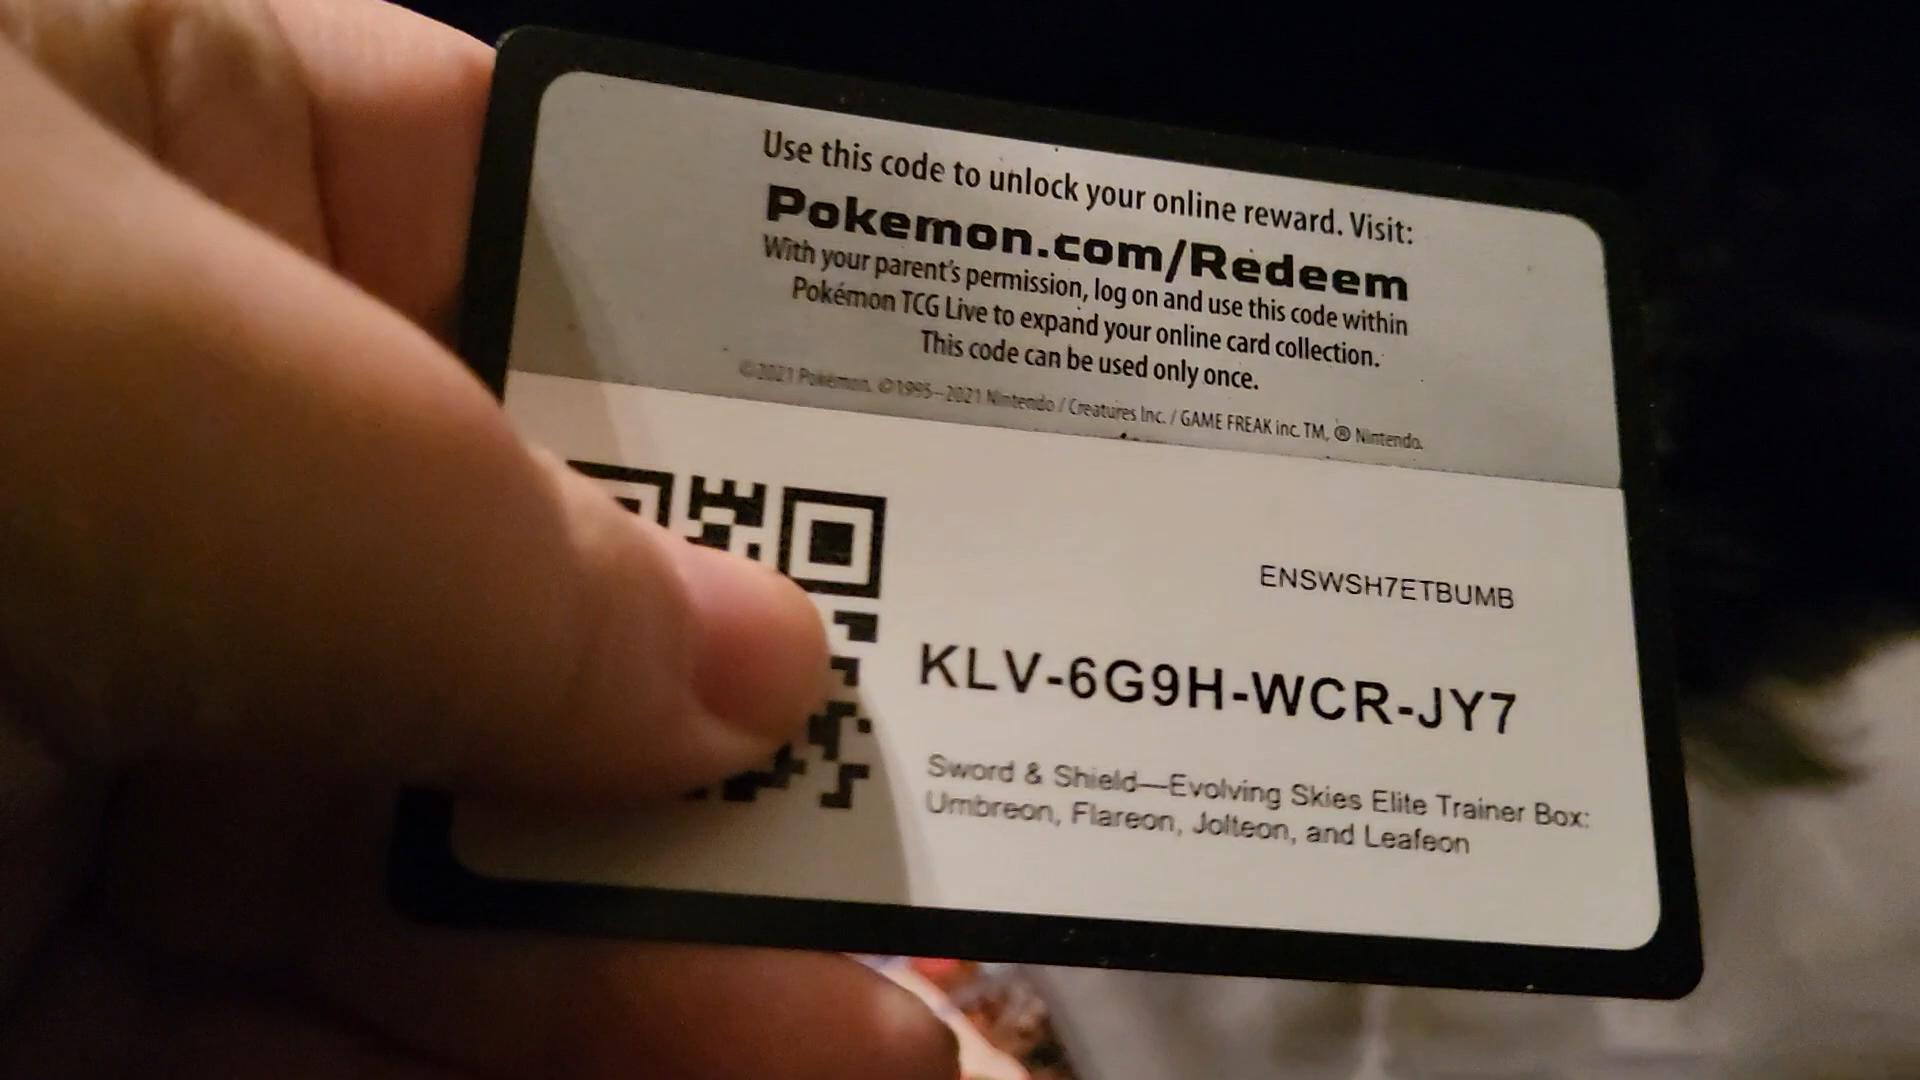 Use this code to unlock your online reward. Visit:
Pokemon.com/Redeem
With your parent's permission, log on and use this code within
Pokémon TCG Live to expand your online card collection.
This code can be used only once.
©2021 Pokémon. ©1995–2021 Nintendo / Creatures Inc. / GAME FREAK inc. TM, ® Nintendo.
ENSWSH7ETBUMB
KLV-6G9H-WCR-JY7
Sword & Shield—Evolving Skies Elite Trainer Box:
Umbreon, Flareon, Jolteon, and Leafeon